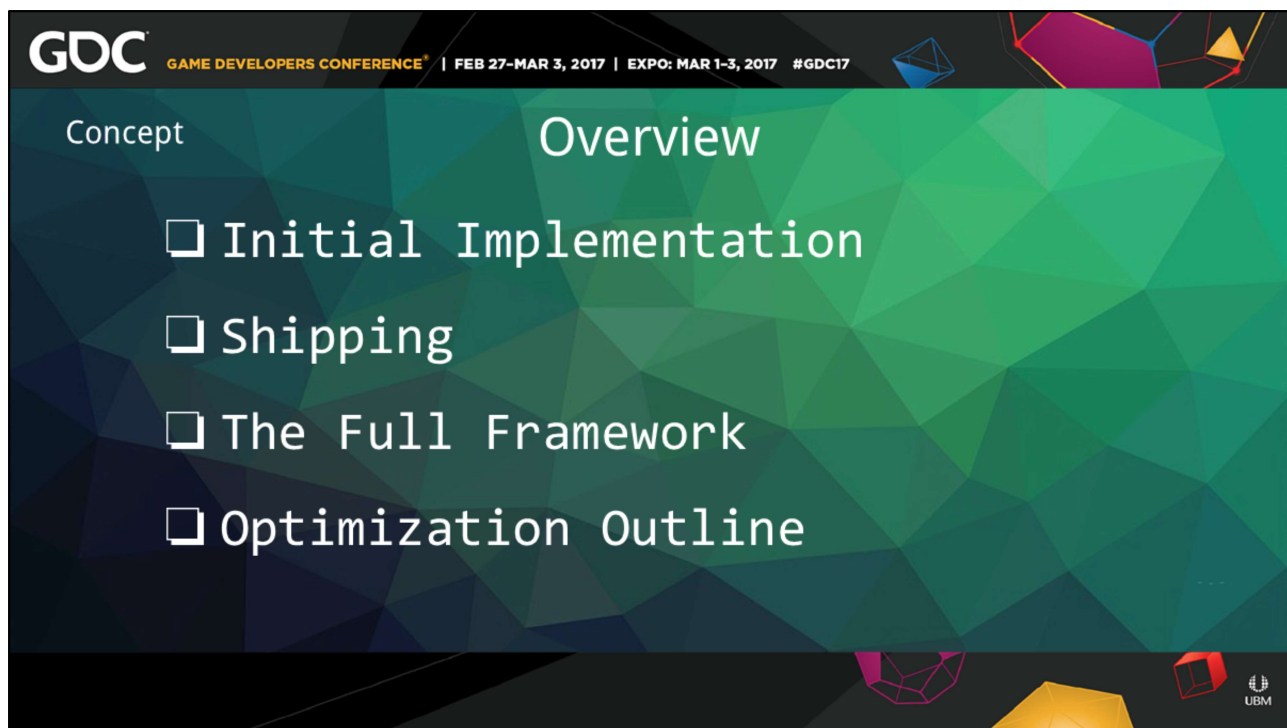 GDC GAME DEVELOPERS CONFERENCE® | FEB 27–MAR 3, 2017 | EXPO: MAR 1–3, 2017 #GDC17
Concept
Overview
❏ Initial Implementation
❏ Shipping
❏ The Full Framework
❏ Optimization Outline
UBM